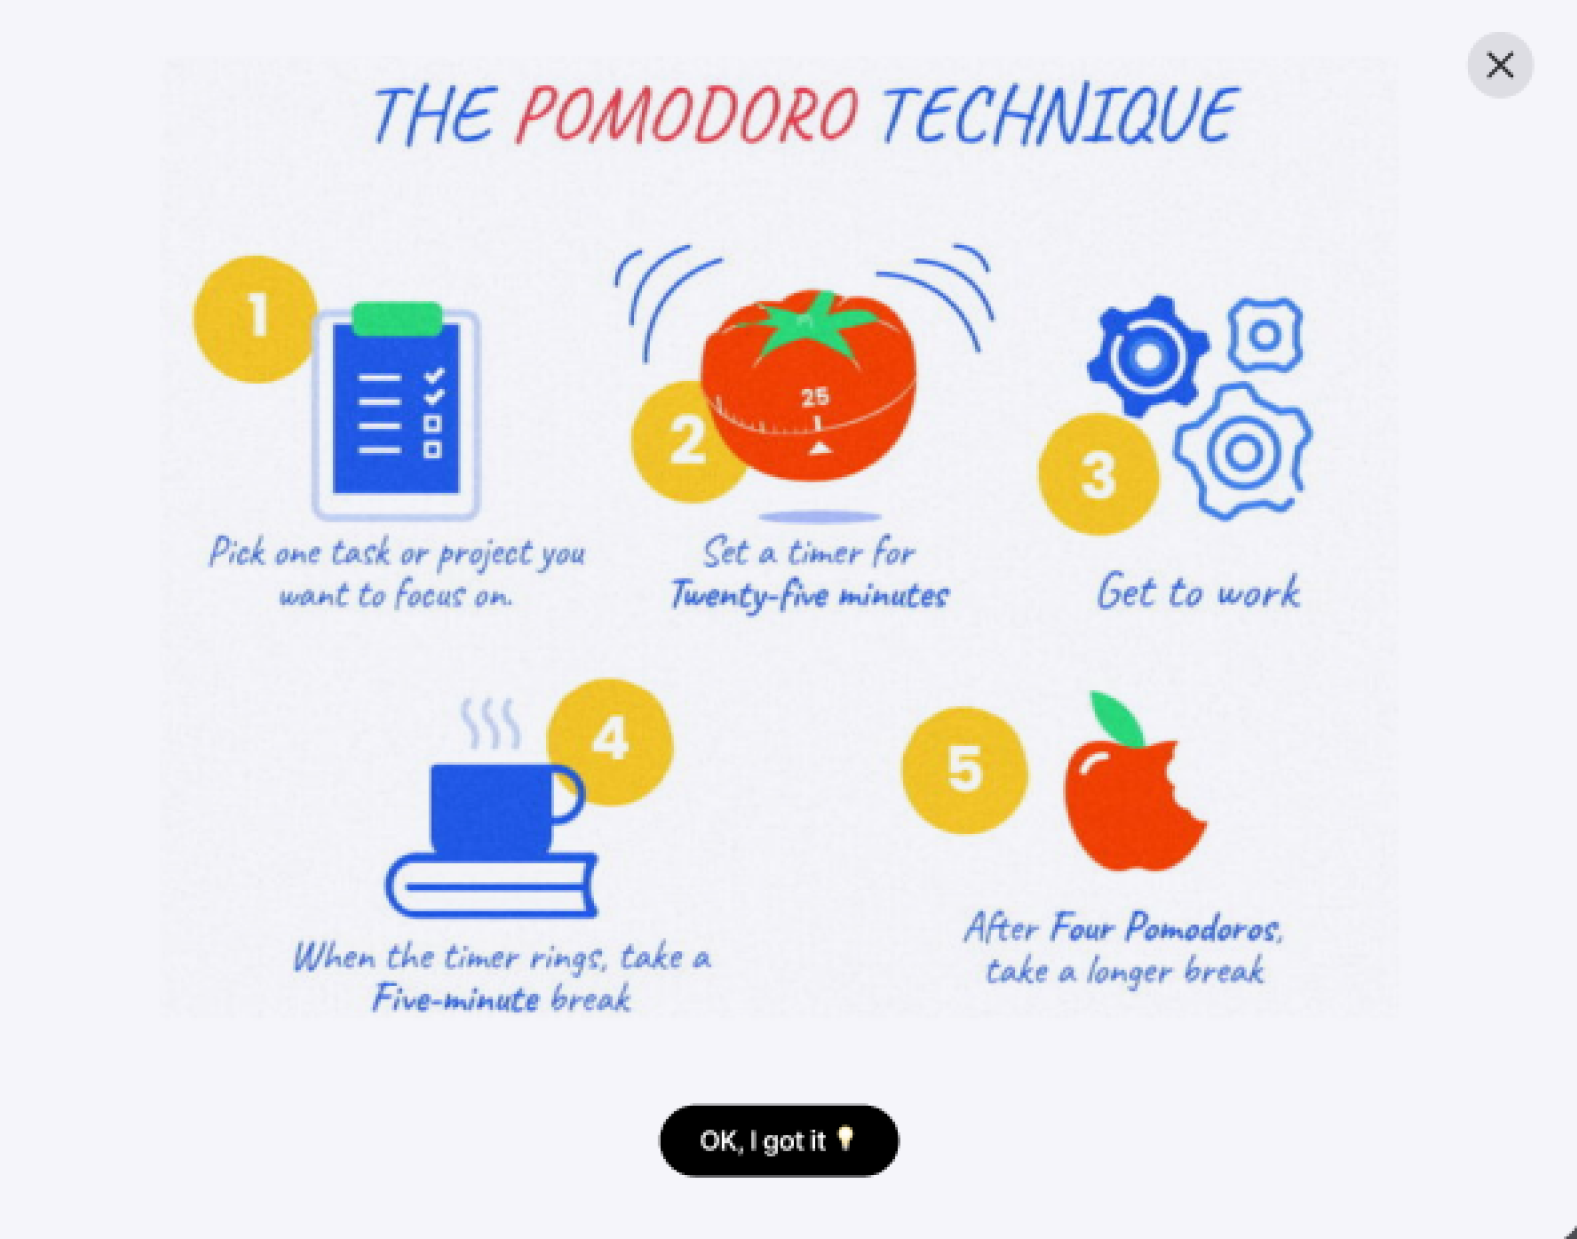 THE POMODORO TECHNIQUE
1
Pick one task or project you
want to focus on.
2
25
Set a timer for
Twenty-five minutes
3
Get to work
4
When the timer rings, take a
Five-minute break
5
After Four Pomodoros,
take a longer break
OK, I got it 💡